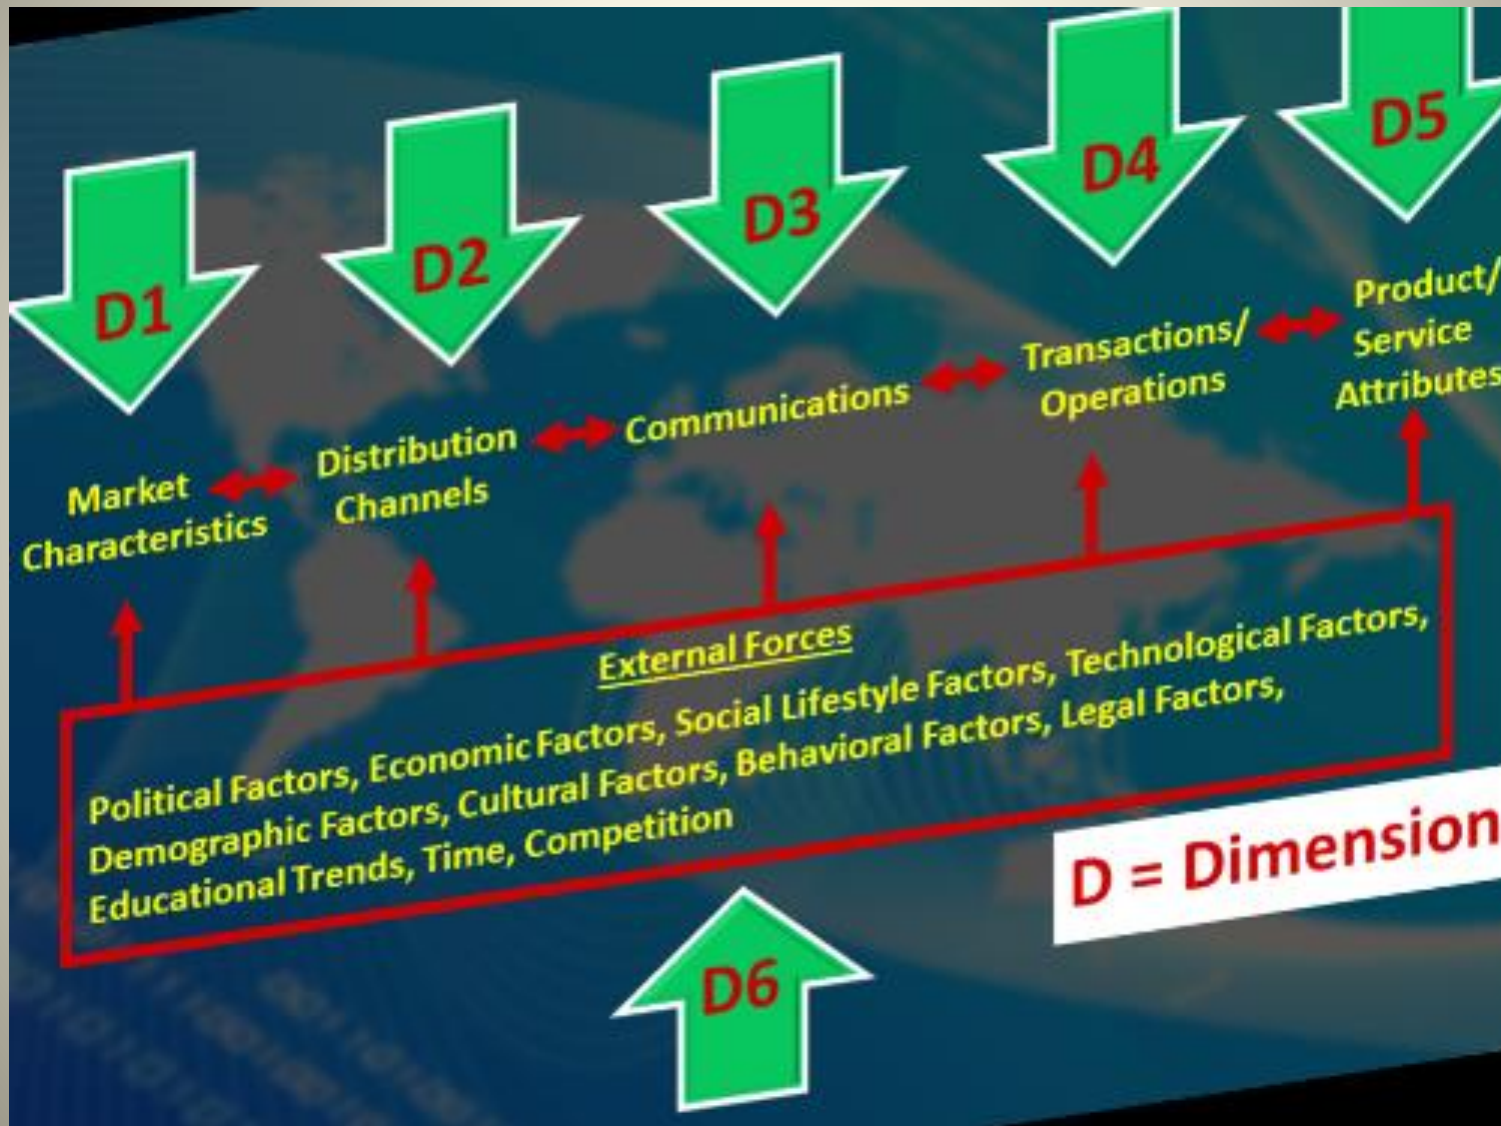 D1
D2
D3
D4
D5
Market
Characteristics
Distribution
Channels
Communications
Transactions/
Operations
Product/
Service
Attributes
External Forces
Political Factors, Economic Factors, Social Lifestyle Factors, Technological Factors,
Demographic Factors, Cultural Factors, Behavioral Factors, Legal Factors,
Educational Trends, Time, Competition
D = Dimension
D6